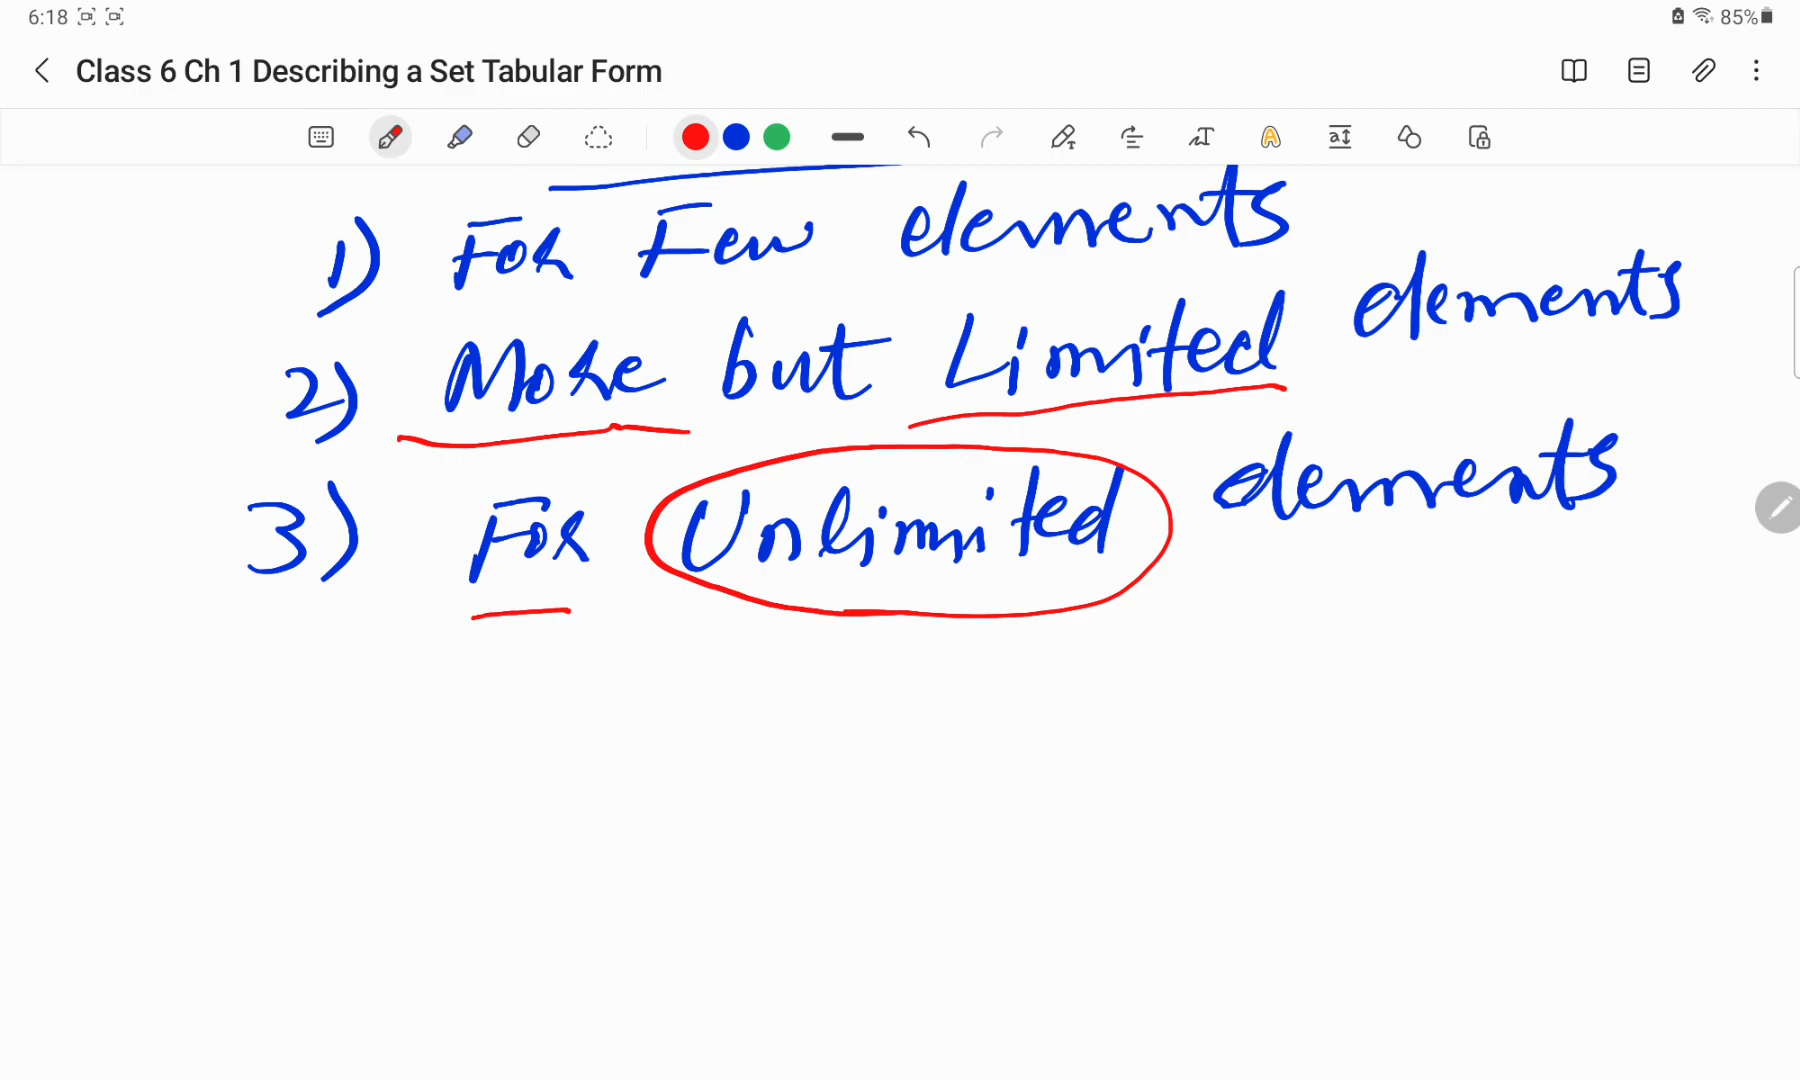 6:18 85%
Class 6 Ch 1 Describing a Set Tabular Form
1) For Few elements
2) More but Limited elements
3) For Unlimited elements